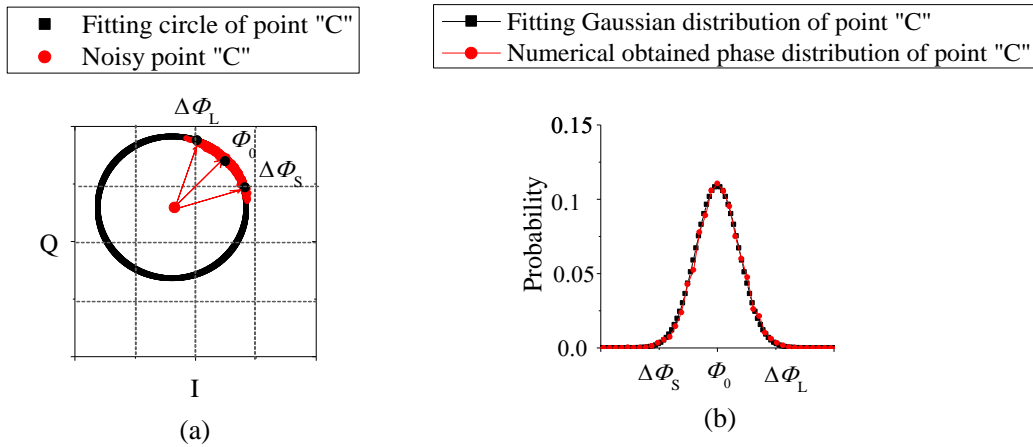 Fitting circle of point "C"
Noisy point "C"
ΔΦL
Φ0
ΔΦS
Q
I
(a)
Fitting Gaussian distribution of point "C"
Numerical obtained phase distribution of point "C"
0.15
0.1
0.05
0.0
Probability
ΔΦS Φ0 ΔΦL
(b)